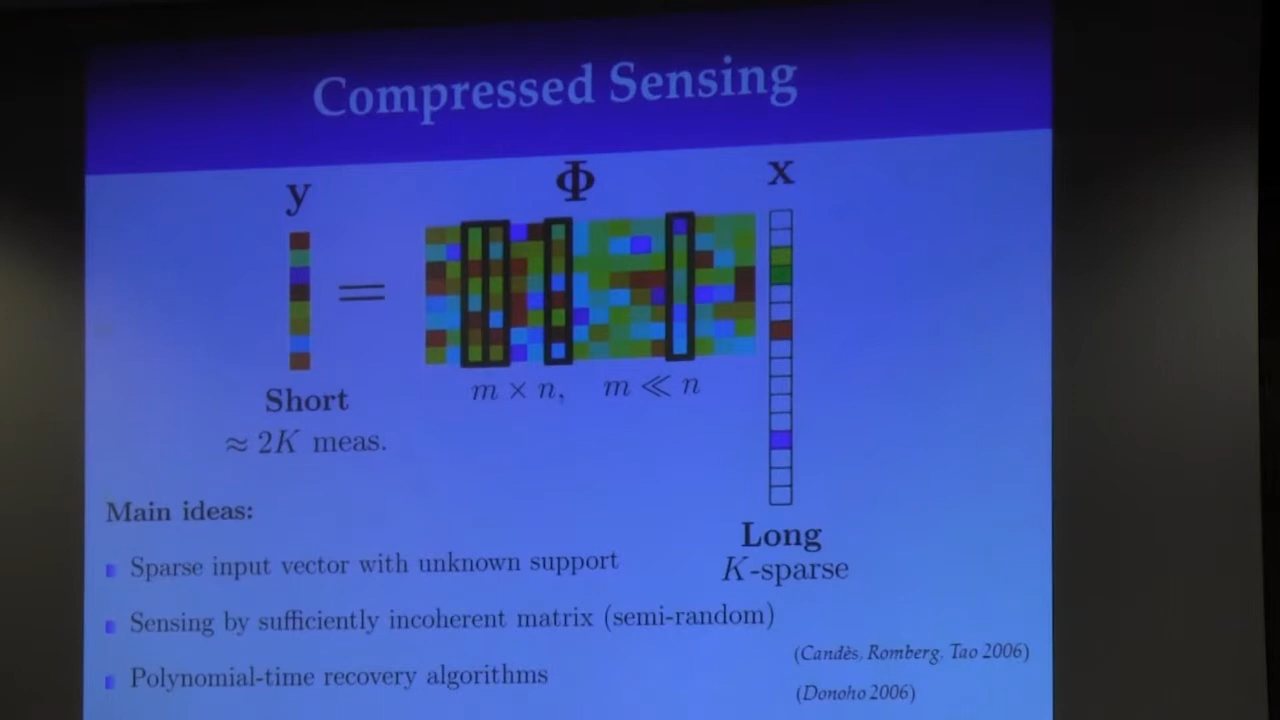 Compressed Sensing
y
Φ
x
=
m × n, m ≪ n
Short
≈ 2K meas.
Long
K-sparse
Main ideas:
Sparse input vector with unknown support
Sensing by sufficiently incoherent matrix (semi-random)
Polynomial-time recovery algorithms
(Candès, Romberg, Tao 2006)
(Donoho 2006)